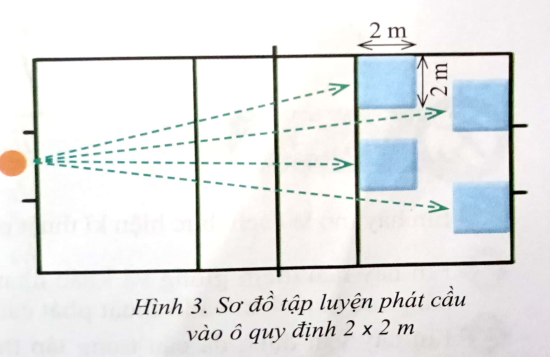 2 m
2 m
Hình 3. Sơ đồ tập luyện phát cầu
vào ô quy định 2 x 2 m